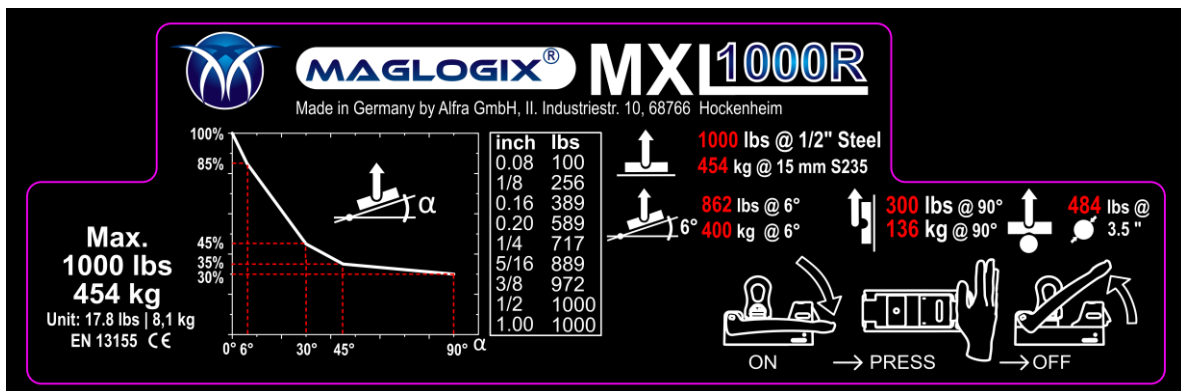 MAGLOGIX®
MXL1000R
Made in Germany by Alfra GmbH, II. Industriestr. 10, 68766 Hockenheim
Max.
1000 lbs
454 kg
Unit: 17.8 lbs | 8,1 kg
EN 13155 CE
100%
85%
45%
35%
30%
0° 6° 30° 45° 90° α
α
inch lbs
0.08 100
1/8 256
0.16 389
0.20 589
1/4 717
5/16 889
3/8 972
1/2 1000
1.00 1000
1000 lbs @ 1/2" Steel
454 kg @ 15 mm S235
6°
862 lbs @ 6°
400 kg @ 6°
300 lbs @ 90°
136 kg @ 90°
484 lbs @
3.5 "
ON → PRESS → OFF